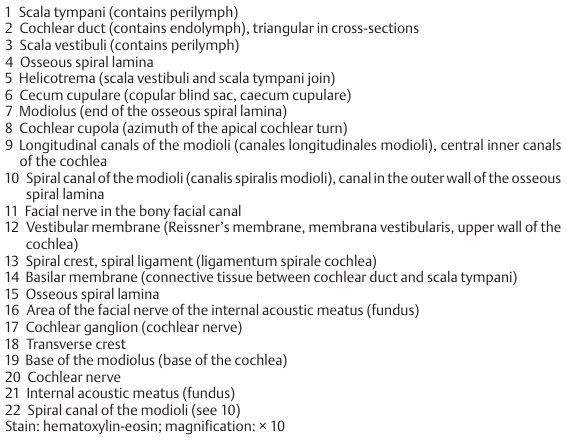 1 Scala tympani (contains perilymph)
2 Cochlear duct (contains endolymph), triangular in cross-sections
3 Scala vestibuli (contains perilymph)
4 Osseous spiral lamina
5 Helicotrema (scala vestibuli and scala tympani join)
6 Cecum cupulare (copular blind sac, caecum cupulare)
7 Modiolus (end of the osseous spiral lamina)
8 Cochlear cupola (azimuth of the apical cochlear turn)
9 Longitudinal canals of the modioli (canales longitudinales modioli), central inner canals
of the cochlea
10 Spiral canal of the modioli (canalis spiralis modioli), canal in the outer wall of the osseous
spiral lamina
11 Facial nerve in the bony facial canal
12 Vestibular membrane (Reissner’s membrane, membrana vestibularis, upper wall of the
cochlea)
13 Spiral crest, spiral ligament (ligamentum spirale cochlea)
14 Basilar membrane (connective tissue between cochlear duct and scala tympani)
15 Osseous spiral lamina
16 Area of the facial nerve of the internal acoustic meatus (fundus)
17 Cochlear ganglion (cochlear nerve)
18 Transverse crest
19 Base of the modiolus (base of the cochlea)
20 Cochlear nerve
21 Internal acoustic meatus (fundus)
22 Spiral canal of the modioli (see 10)
Stain: hematoxylin-eosin; magnification: × 10